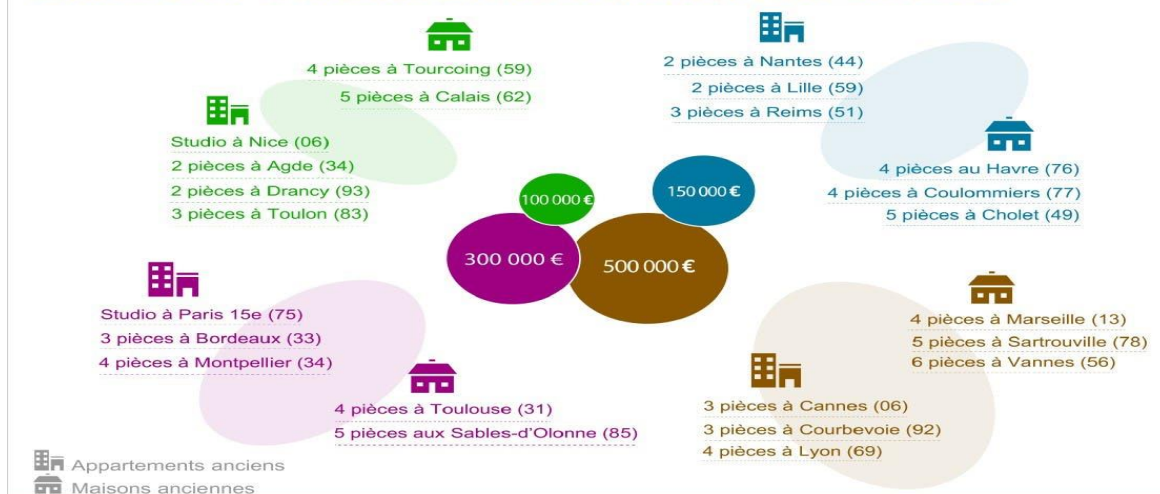 4 pièces à Tourcoing (59)
5 pièces à Calais (62)
Studio à Nice (06)
2 pièces à Agde (34)
2 pièces à Drancy (93)
3 pièces à Toulon (83)
2 pièces à Nantes (44)
2 pièces à Lille (59)
3 pièces à Reims (51)
4 pièces au Havre (76)
4 pièces à Coulommiers (77)
5 pièces à Cholet (49)
100 000 €
150 000 €
300 000 €
500 000 €
Studio à Paris 15e (75)
3 pièces à Bordeaux (33)
4 pièces à Montpellier (34)
4 pièces à Toulouse (31)
5 pièces aux Sables-d'Olonne (85)
4 pièces à Marseille (13)
5 pièces à Sartrouville (78)
6 pièces à Vannes (56)
3 pièces à Cannes (06)
3 pièces à Courbevoie (92)
4 pièces à Lyon (69)
Appartements anciens
Maisons anciennes